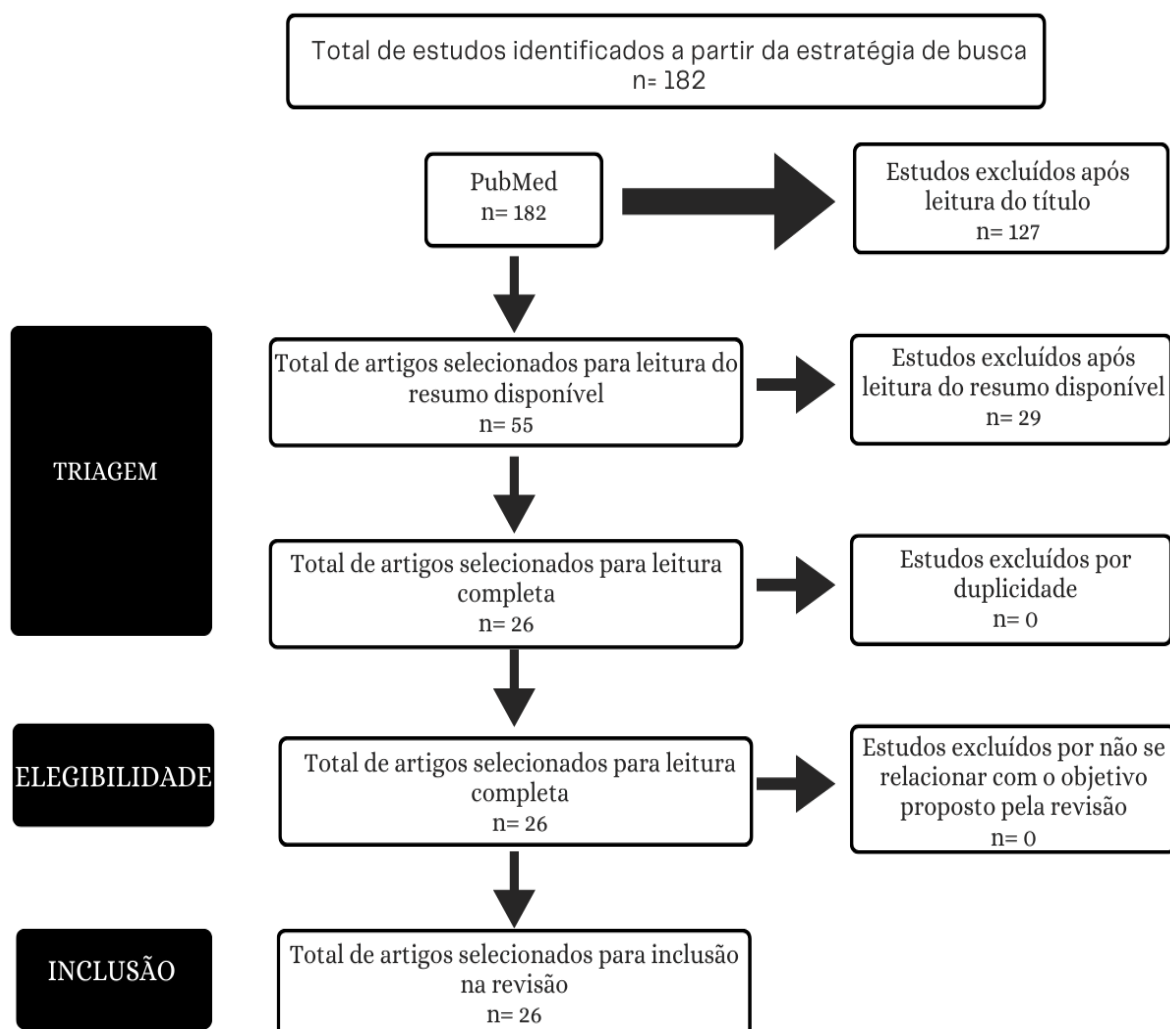 Total de estudos identificados a partir da estratégia de busca
n= 182
PubMed
n= 182
Estudos excluídos após
leitura do título
n= 127
TRIAGEM
Total de artigos selecionados para leitura do
resumo disponível
n= 55
Estudos excluídos após
leitura do resumo disponível
n= 29
Total de artigos selecionados para leitura
completa
n= 26
Estudos excluídos por
duplicidade
n= 0
ELEGIBILIDADE
Total de artigos selecionados para leitura
completa
n= 26
Estudos excluídos por não se
relacionar com o objetivo
proposto pela revisão
n= 0
INCLUSÃO
Total de artigos selecionados para inclusão
na revisão
n= 26